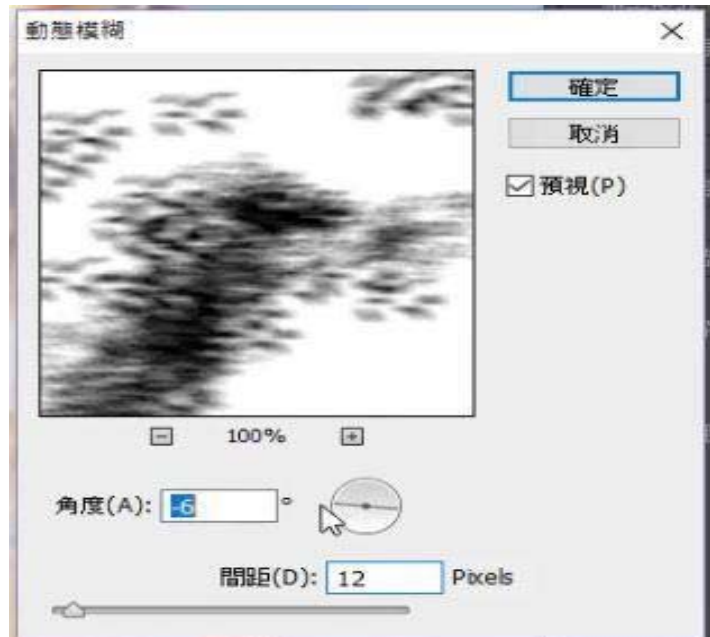 動態模糊
確定
取消
預視(P)
100%
角度(A): -6 °
間距(D): 12 Pixels